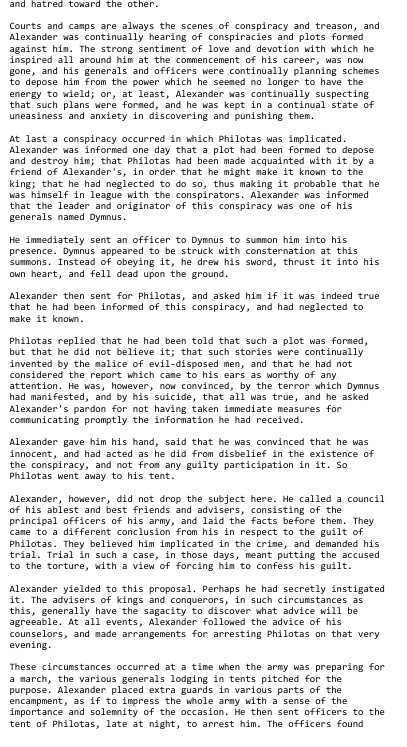 and hatred toward the other.
Courts and camps are always the scenes of conspiracy and treason, and
Alexander was continually hearing of conspiracies and plots formed
against him. The strong sentiment of love and devotion with which he
inspired all around him at the commencement of his career, was now
gone, and his generals and officers were continually planning schemes
to depose him from the power which he seemed no longer to have the
energy to wield; or, at least, Alexander was continually suspecting
that such plans were formed, and he was kept in a continual state of
uneasiness and anxiety in discovering and punishing them.
At last a conspiracy occurred in which Philotas was implicated.
Alexander was informed one day that a plot had been formed to depose
and destroy him; that Philotas had been made acquainted with it by a
friend of Alexander's, in order that he might make it known to the
king; that he had neglected to do so, thus making it probable that he
was himself in league with the conspirators. Alexander was informed
that the leader and originator of this conspiracy was one of his
generals named Dymnus.
He immediately sent an officer to Dymnus to summon him into his
presence. Dymnus appeared to be struck with consternation at this
summons. Instead of obeying it, he drew his sword, thrust it into his
own heart, and fell dead upon the ground.
Alexander then sent for Philotas, and asked him if it was indeed true
that he had been informed of this conspiracy, and had neglected to
make it known.
Philotas replied that he had been told that such a plot was formed,
but that he did not believe it; that such stories were continually
invented by the malice of evil-disposed men, and that he had not
considered the report which came to his ears as worthy of any
attention. He was, however, now convinced, by the terror which Dymnus
had manifested, and by his suicide, that all was true, and he asked
Alexander's pardon for not having taken immediate measures for
communicating promptly the information he had received.
Alexander gave him his hand, said that he was convinced that he was
innocent, and had acted as he did from disbelief in the existence of
the conspiracy, and not from any guilty participation in it. So
Philotas went away to his tent.
Alexander, however, did not drop the subject here. He called a council
of his ablest and best friends and advisers, consisting of the
principal officers of his army, and laid the facts before them. They
came to a different conclusion from his in respect to the guilt of
Philotas. They believed him implicated in the crime, and demanded his
trial. Trial in such a case, in those days, meant putting the accused
to the torture, with a view of forcing him to confess his guilt.
Alexander yielded to this proposal. Perhaps he had secretly instigated
it. The advisers of kings and conquerors, in such circumstances as
this, generally have the sagacity to discover what advice will be
agreeable. At all events, Alexander followed the advice of his
counselors, and made arrangements for arresting Philotas on that very
evening.
These circumstances occurred at a time when the army was preparing for
a march, the various generals lodging in tents pitched for the
purpose. Alexander placed extra guards in various parts of the
encampment, as if to impress the whole army with a sense of the
importance and solemnity of the occasion. He then sent officers to the
tent of Philotas, late at night, to arrest him. The officers found